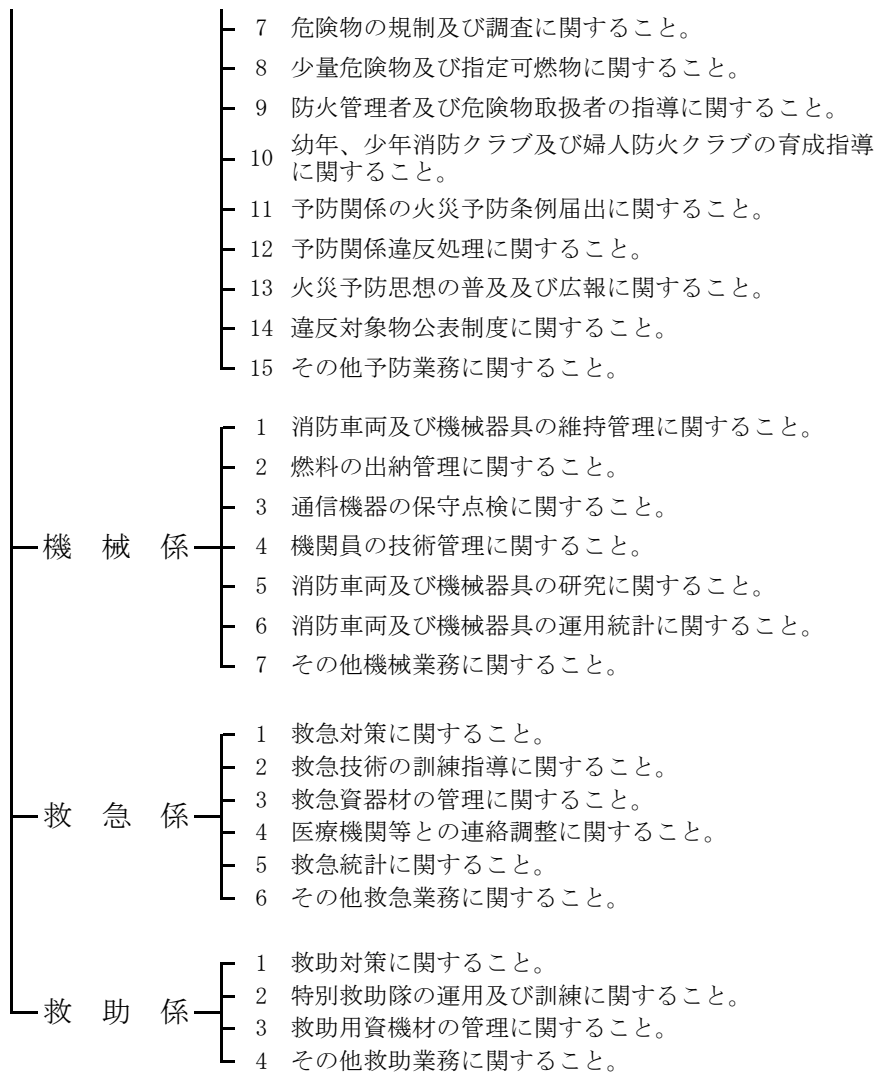 7 危険物の規制及び調査に関すること。
8 少量危険物及び指定可燃物に関すること。
9 防火管理者及び危険物取扱者の指導に関すること。
10 幼年、少年消防クラブ及び婦人防火クラブの育成指導
に関すること。
11 予防関係の火災予防条例届出に関すること。
12 予防関係違反処理に関すること。
13 火災予防思想の普及及び広報に関すること。
14 違反対象物公表制度に関すること。
15 その他予防業務に関すること。
機械係
1 消防車両及び機械器具の維持管理に関すること。
2 燃料の出納管理に関すること。
3 通信機器の保守点検に関すること。
4 機関員の技術管理に関すること。
5 消防車両及び機械器具の研究に関すること。
6 消防車両及び機械器具の運用統計に関すること。
7 その他機械業務に関すること。
救急係
1 救急対策に関すること。
2 救急技術の訓練指導に関すること。
3 救急資器材の管理に関すること。
4 医療機関等との連絡調整に関すること。
5 救急統計に関すること。
6 その他救急業務に関すること。
救助係
1 救助対策に関すること。
2 特別救助隊の運用及び訓練に関すること。
3 救助用資機材の管理に関すること。
4 その他救助業務に関すること。